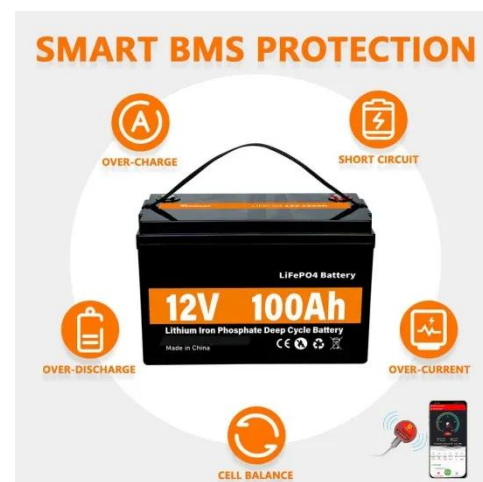 SMART BMS PROTECTION
OVER-CHARGE
SHORT CIRCUIT
LiFePO4 Battery
12V 100Ah
Lithium Iron Phosphate Deep Cycle Battery
Made in China
CE
OVER-DISCHARGE
OVER-CURRENT
CELL BALANCE